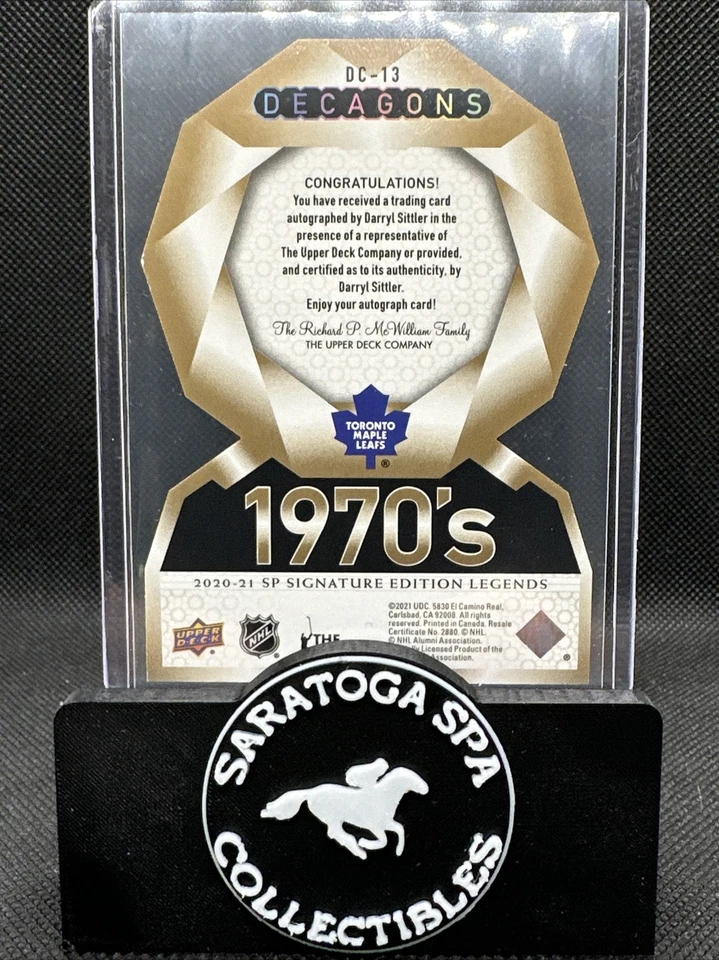 DC-13
DECAGONS
CONGRATULATIONS!
You have received a trading card
autographed by Darryl Sittler in the
presence of a representative of
The Upper Deck Company or provided,
and certified as to its authenticity, by
Darryl Sittler.
Enjoy your autograph card!
The Richard P. McWilliam Family
THE UPPER DECK COMPANY
TORONTO
MAPLE
LEAFS
®
1970's
2020-21 SP SIGNATURE EDITION LEGENDS
UPPER
DECK
NHL
THE
©2021 UDC. 5830 El Camino Real,
Carlsbad, CA 92008. All rights
reserved. Printed in Canada. Resale
Certificate No. 2880. © NHL.
© NHL Alumni Association.
Licensed Product of the
Association.
®
SARATOGA SPA
COLLECTIBLES